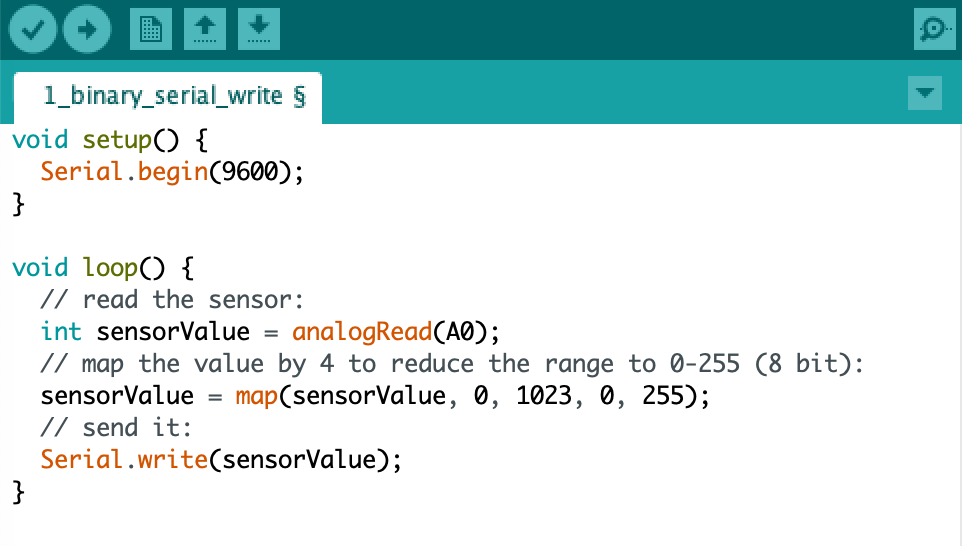 1_binary_serial_write §
void setup() {
  Serial.begin(9600);
}

void loop() {
  // read the sensor:
  int sensorValue = analogRead(A0);
  // map the value by 4 to reduce the range to 0-255 (8 bit):
  sensorValue = map(sensorValue, 0, 1023, 0, 255);
  // send it:
  Serial.write(sensorValue);
}